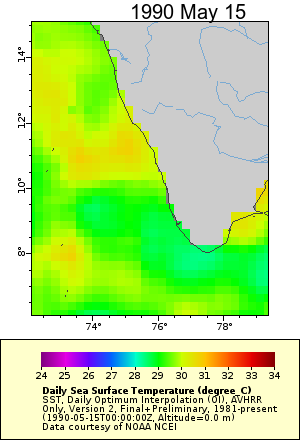 1990 May 15
14°
12°
10°
8°
74° 76° 78°
24 25 26 27 28 29 30 31 32 33 34
Daily Sea Surface Temperature (degree_C)
SST, Daily Optimum Interpolation (OI), AVHRR
Only, Version 2, Final+Preliminary, 1981-present
(1990-05-15T00:00:00Z, Altitude=0.0 m)
Data courtesy of NOAA NCEI